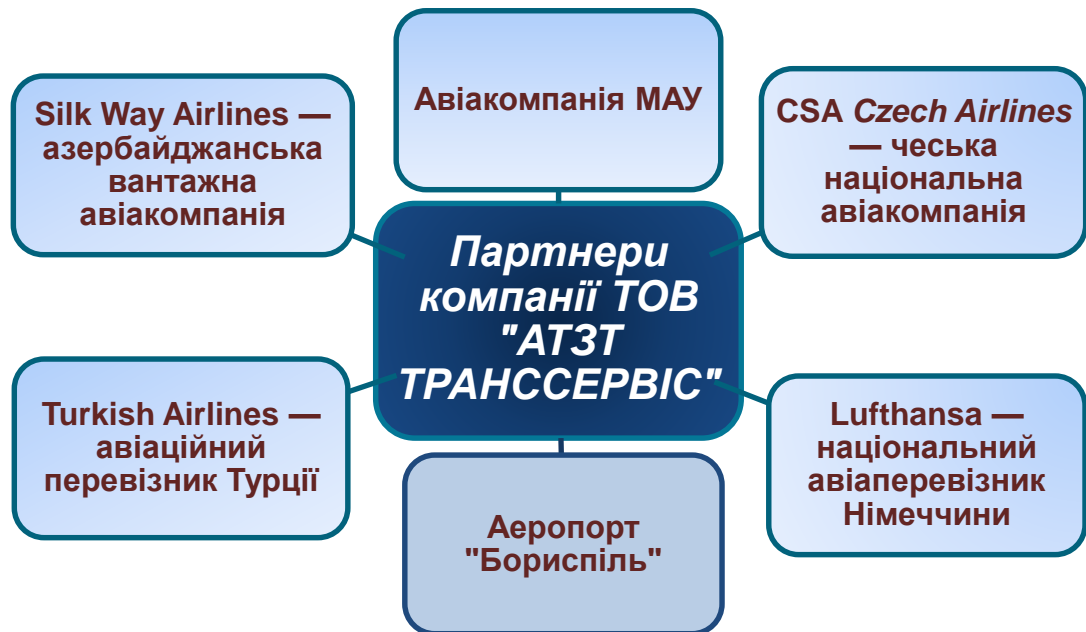 Авіакомпанія МАУ
Silk Way Airlines —
азербайджанська
вантажна
авіакомпанія
CSA Czech Airlines
— чеська
національна
авіакомпанія
Партнери
компанії ТОВ
"АТЗТ
ТРАНССЕРВІС"
Turkish Airlines —
авіаційний
перевізник Турції
Lufthansa —
національний
авіаперевізник
Німеччини
Аеропорт
"Бориспіль"